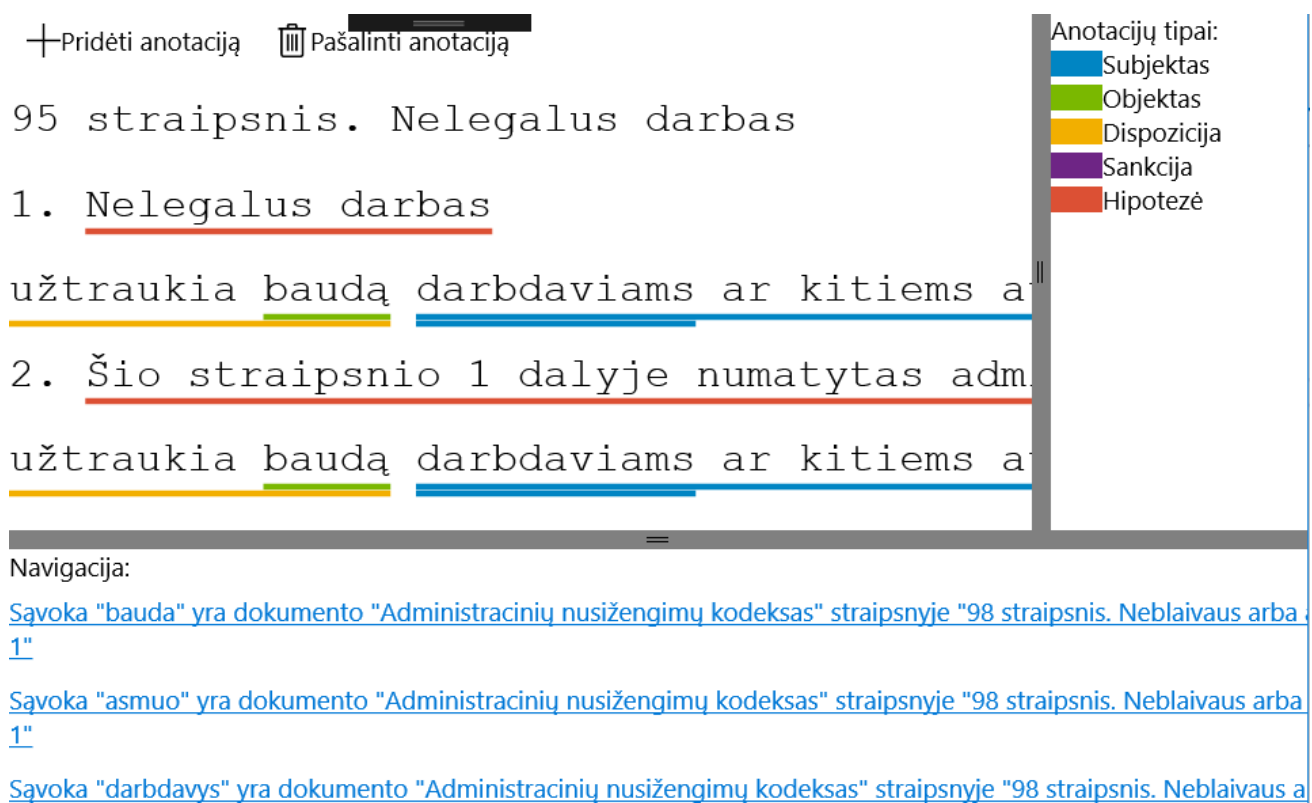 Pridėti anotaciją Pašalinti anotaciją
95 straipsnis. Nelegalus darbas
1. Nelegalus darbas
užtraukia baudą darbdaviams ar kitiems
2. Šio straipsnio 1 dalyje numatytas
užtraukia baudą darbdaviams ar kitiems
Anotacijų tipai:
Subjektas
Objektas
Dispozicija
Sankcija
Hipotezė
Navigacija:
Sąvoka "bauda" yra dokumento "Administracinių nusižengimų kodeksas" straipsnyje "98 straipsnis. Neblaivaus arba
1"
Sąvoka "asmuo" yra dokumento "Administracinių nusižengimų kodeksas" straipsnyje "98 straipsnis. Neblaivaus arba
1"
Sąvoka "darbdavys" yra dokumento "Administracinių nusižengimų kodeksas" straipsnyje "98 straipsnis. Neblaivaus